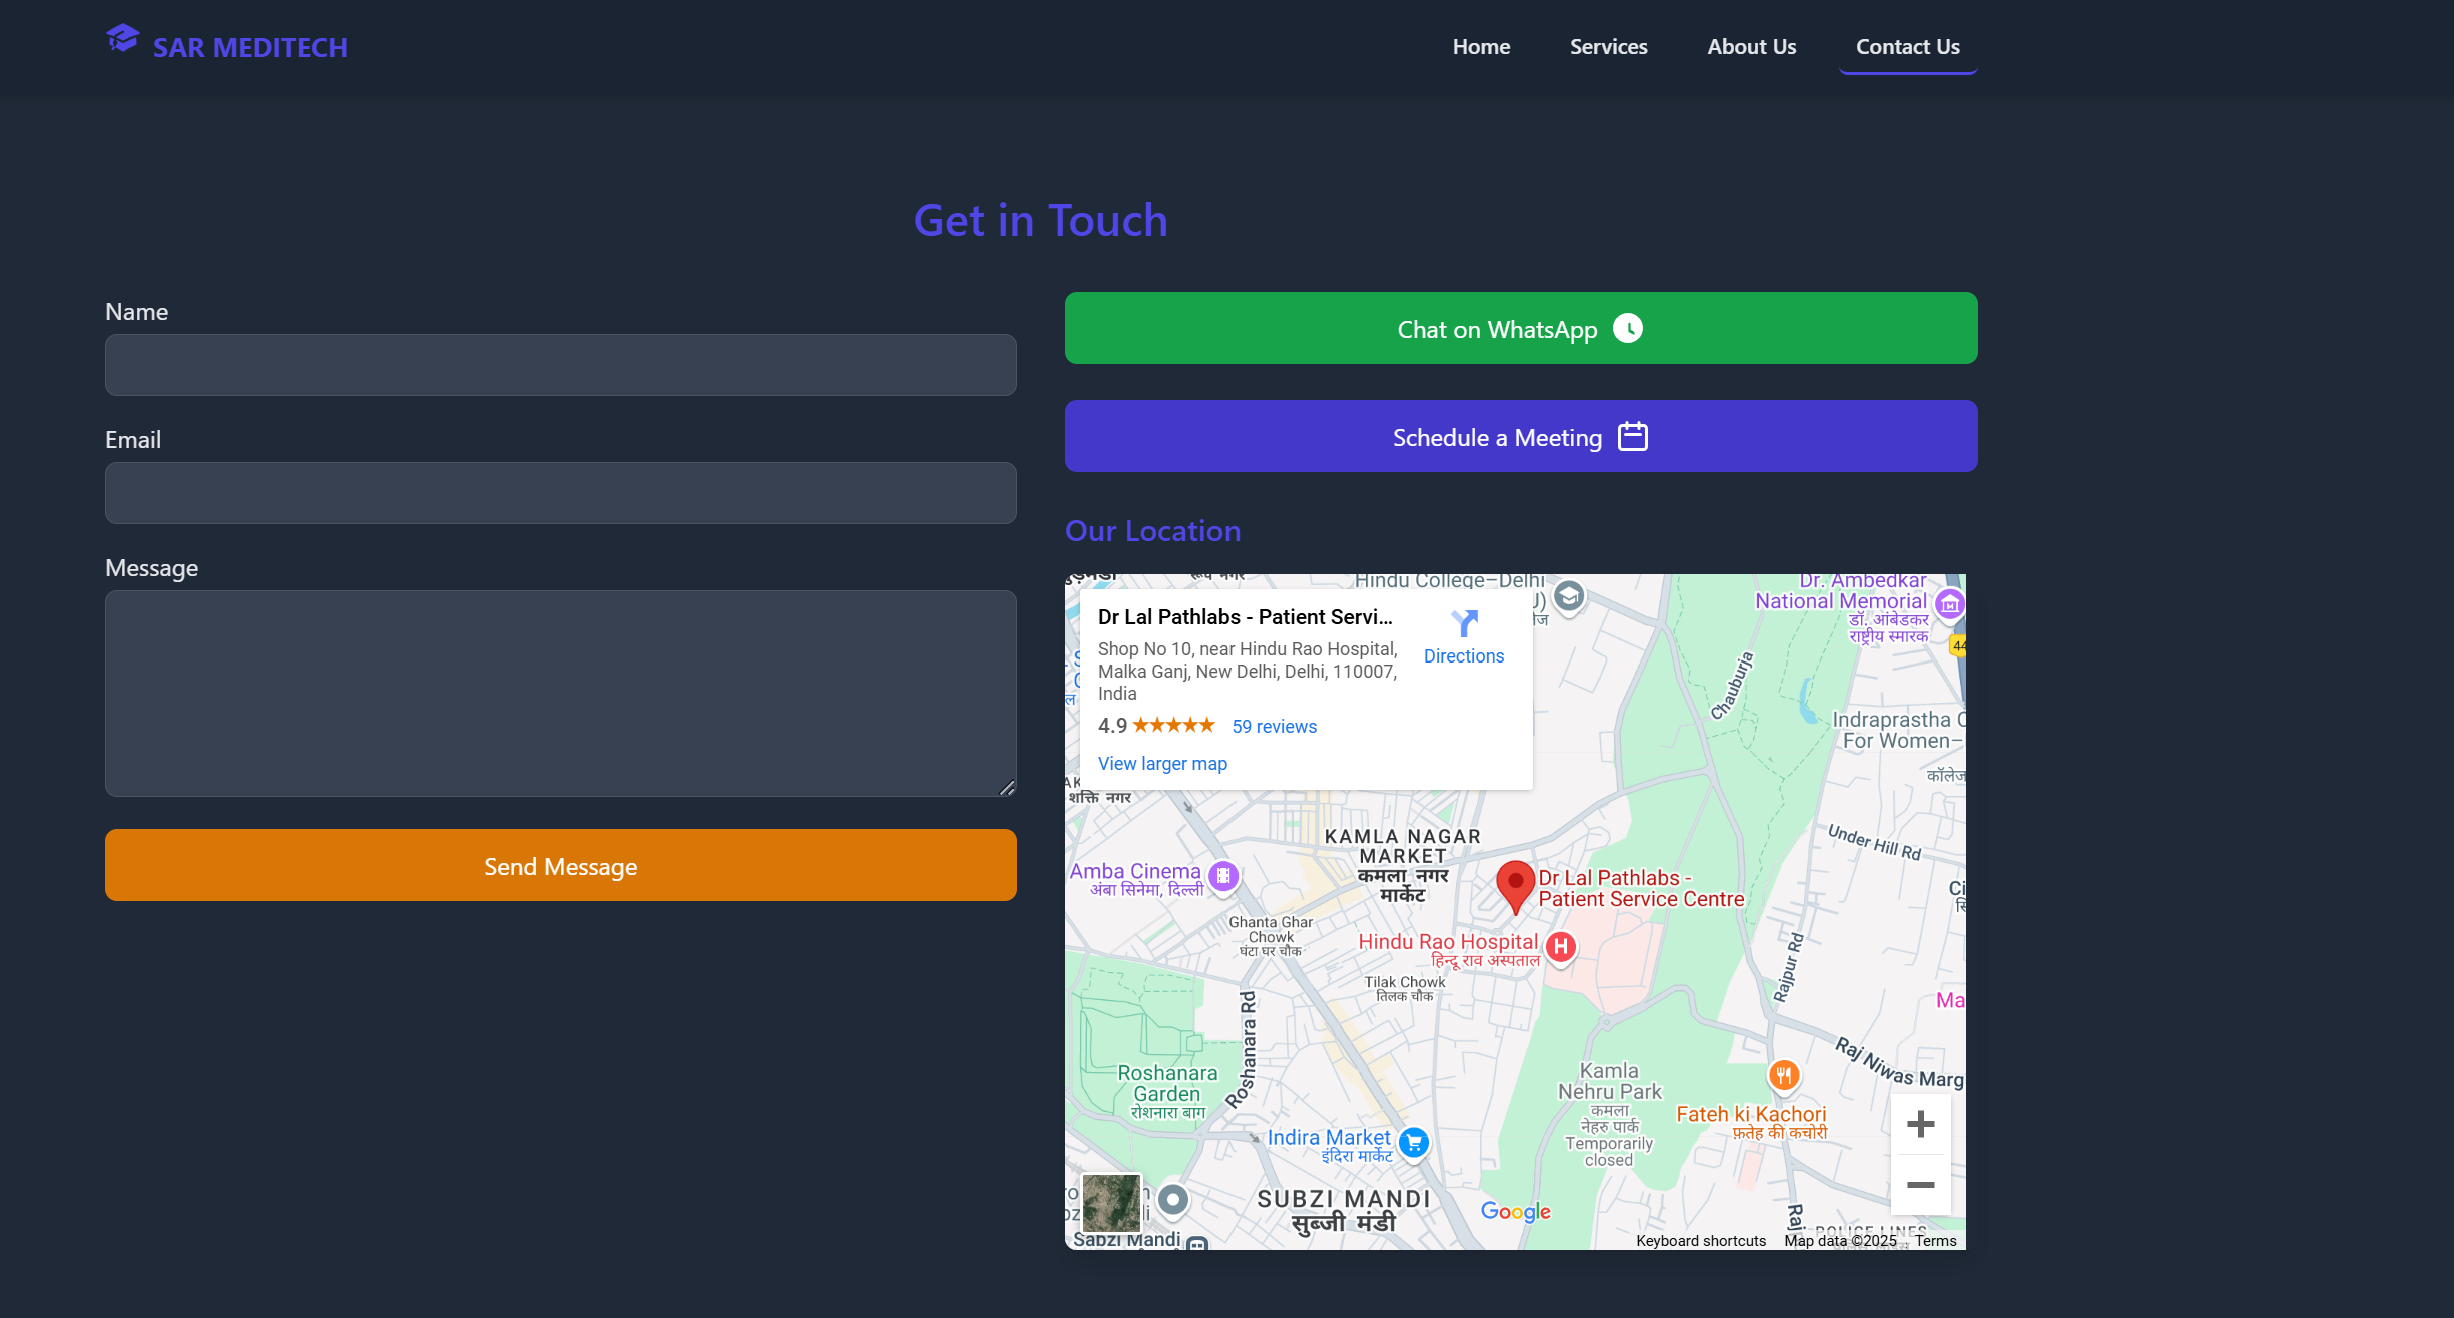 SAR MEDITECH
Home
Services
About Us
Contact Us
Get in Touch
Name
Email
Message
Send Message
Chat on WhatsApp
Schedule a Meeting
Our Location
Dr Lal Pathlabs - Patient Servi...
Shop No 10, near Hindu Rao Hospital,
Malka Ganj, New Delhi, Delhi, 110007,
India
4.9
59 reviews
View larger map
Directions
Hindu College–Delhi
Dr. Ambedkar
National Memorial
डॉ. आंबेडकर
राष्ट्रीय स्मारक
44
Chauburja
Indraprastha C
For Women–
कॉलेज
शक्ति नगर
KAMLA NAGAR
MARKET
कमला नगर
मार्केट
Under Hill Rd
Amba Cinema
अंबा सिनेमा, दिल्ली
Dr Lal Pathlabs -
Patient Service Centre
Ghanta Ghar
Chowk
घंटा घर चौक
Hindu Rao Hospital
हिन्दू राव अस्पताल
H
Tilak Chowk
तिलक चौक
Rajpur Rd
Roshanara Rd
Raj Niwas Marg
Roshanara
Garden
रोशनारा बाग
Kamla
Nehru Park
कमला
नेहरु पार्क
Temporarily
closed
Fateh ki Kachori
फ़तेह की कचोरी
Indira Market
इंदिरा मार्केट
SUBZI MANDI
सुब्जी मंडी
Sabzi Mandi
Google
POLICE LINES
Keyboard shortcuts
Map data ©2025
Terms